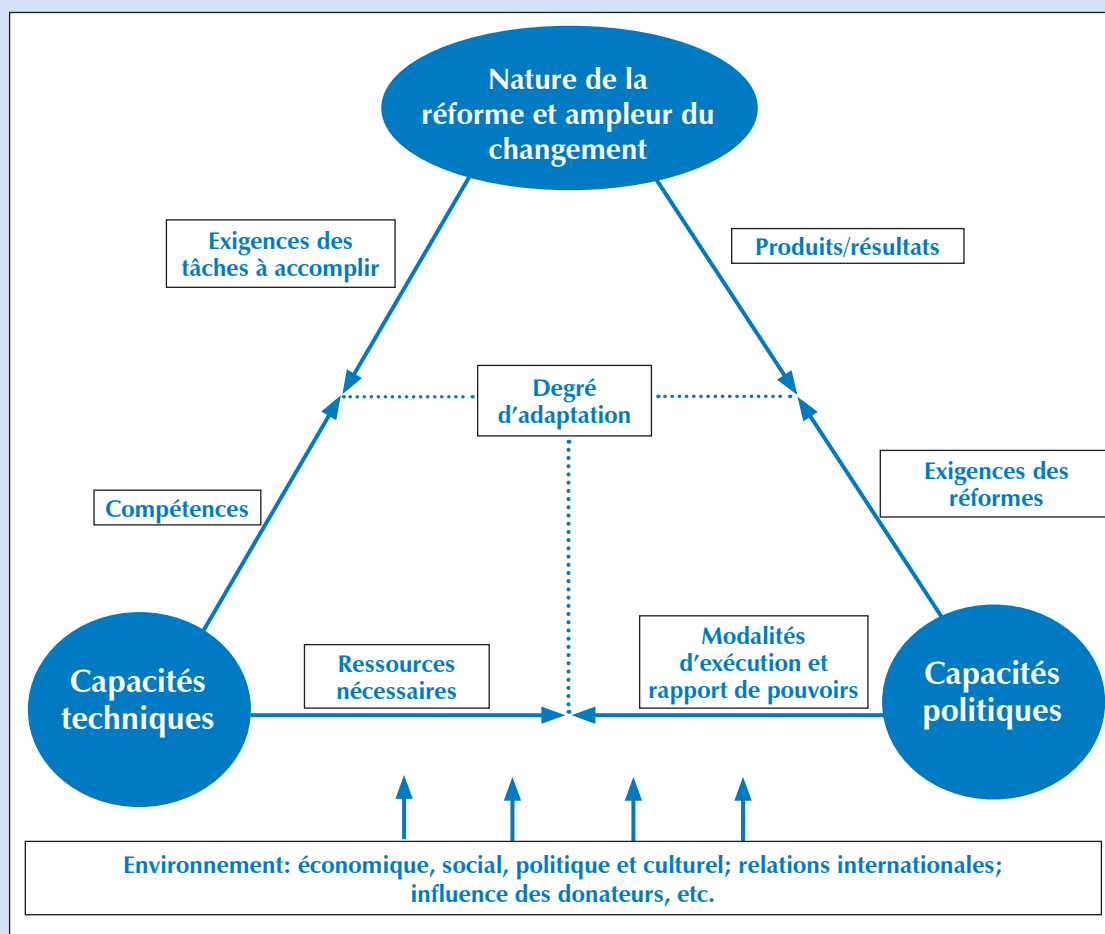 Nature de la
réforme et ampleur du
changement
Exigences des
tâches à accomplir
Produits/résultats
Degré
d'adaptation
Compétences
Exigences des
réformes
Capacités
techniques
Ressources
nécessaires
Modalités
d'exécution et
rapport de pouvoirs
Capacités
politiques
Environnement: économique, social, politique et culturel; relations internationales;
influence des donateurs, etc.